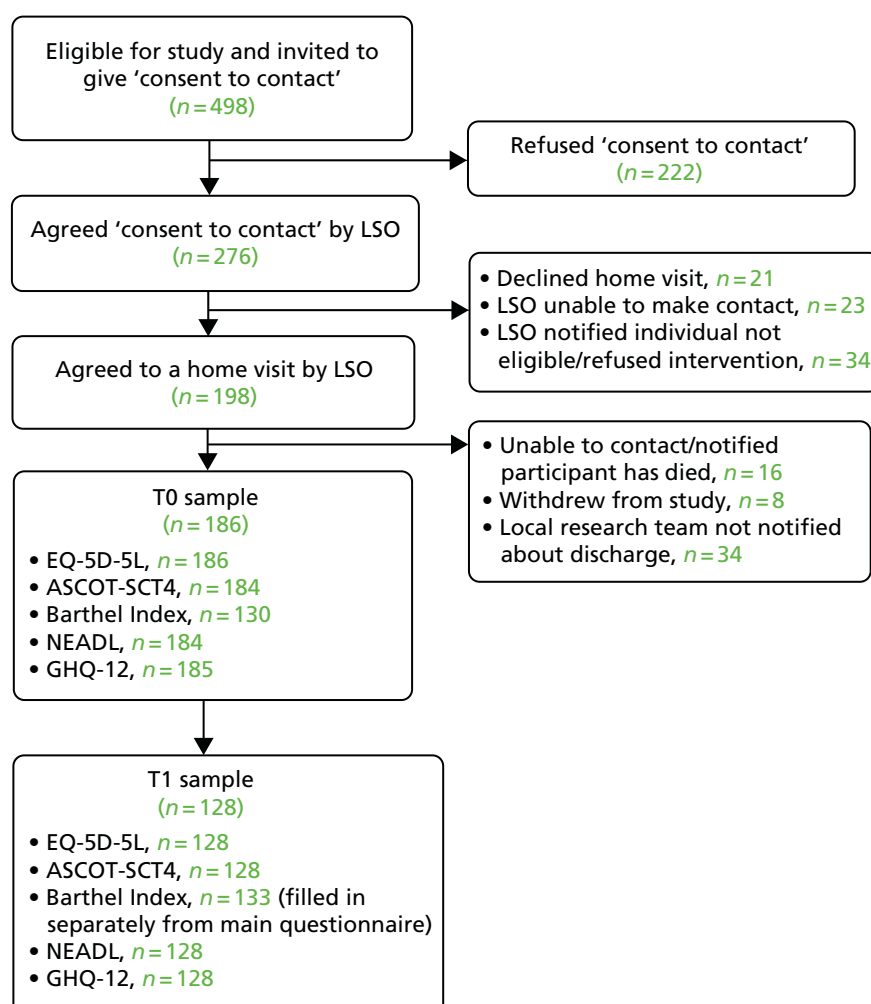 Eligible for study and invited to
give ‘consent to contact’
(n = 498)
Refused ‘consent to contact’
(n = 222)
Agreed ‘consent to contact’ by LSO
(n = 276)
• Declined home visit, n = 21
• LSO unable to make contact, n = 23
• LSO notified individual not
eligible/refused intervention, n = 34
Agreed to a home visit by LSO
(n = 198)
• Unable to contact/notified
participant has died, n = 16
• Withdrew from study, n = 8
• Local research team not notified
about discharge, n = 34
T0 sample
(n = 186)
• EQ-5D-5L, n = 186
• ASCOT-SCT4, n = 184
• Barthel Index, n = 130
• NEADL, n = 184
• GHQ-12, n = 185
T1 sample
(n = 128)
• EQ-5D-5L, n = 128
• ASCOT-SCT4, n = 128
• Barthel Index, n = 133 (filled in
separately from main questionnaire)
• NEADL, n = 128
• GHQ-12, n = 128